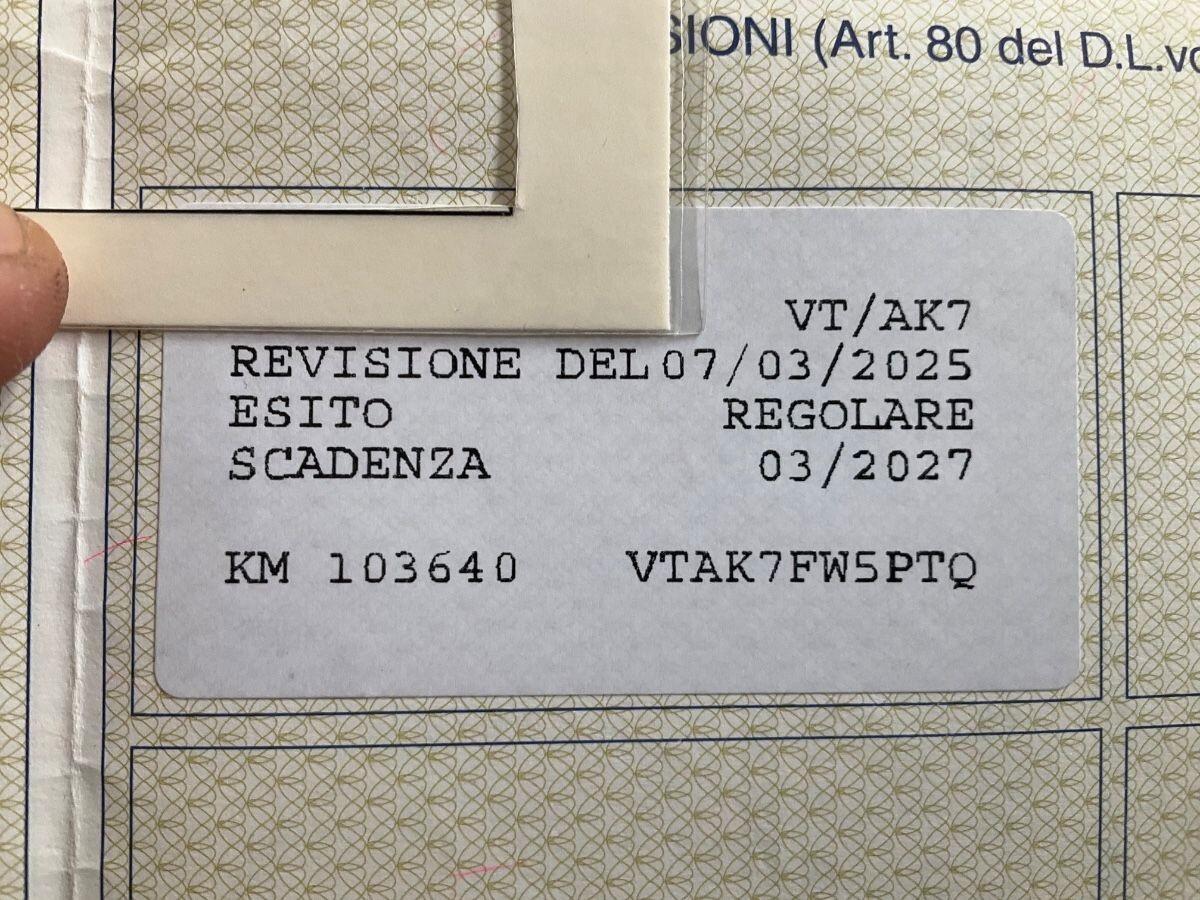 SIONI (Art. 80 del D.L.vo
VT/AK7
REVISIONE DEL 07/03/2025
ESITO REGOLARE
SCADENZA 03/2027
KM 103640 VTAK7FW5PTQ